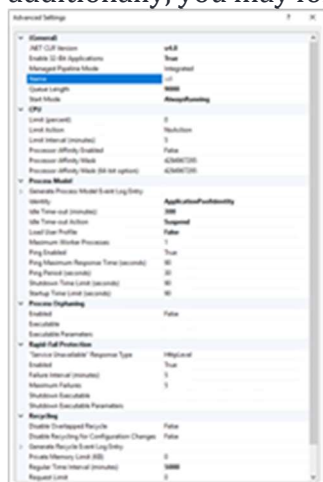 additionally, you may
Advanced Settings ? ×
(General)
.NET CLR Version v4.0
Enable 32-Bit Applications True
Managed Pipeline Mode Integrated
Name
Queue Length
Start Mode AlwaysRunning
CPU
Limit (percent) 0
Limit Action NoAction
Limit Interval (minutes) 5
Processor Affinity Enabled False
Processor Affinity Mask 4294967295
Processor Affinity Mask (64-bit option) 4294967295
Process Model
Generate Process Model Event Log Entry
Identity ApplicationPoolIdentity
Idle Time-out (minutes)
Idle Time-out Action Suspend
Load User Profile False
Maximum Worker Processes 1
Ping Enabled True
Ping Maximum Response Time (seconds) 90
Ping Period (seconds) 30
Shutdown Time Limit (seconds) 90
Startup Time Limit (seconds) 90
Process Orphaning
Enabled False
Executable
Executable Parameters
Rapid-Fail Protection
"Service Unavailable" Response Type HttpLevel
Enabled True
Failure Interval (minutes) 5
Maximum Failures 5
Shutdown Executable
Shutdown Executable Parameters
Recycling
Disable Overlapped Recycle False
Disable Recycling for Configuration Changes False
Generate Recycle Event Log Entry
Private Memory Limit (KB) 0
Regular Time Interval (minutes)
Request Limit 0